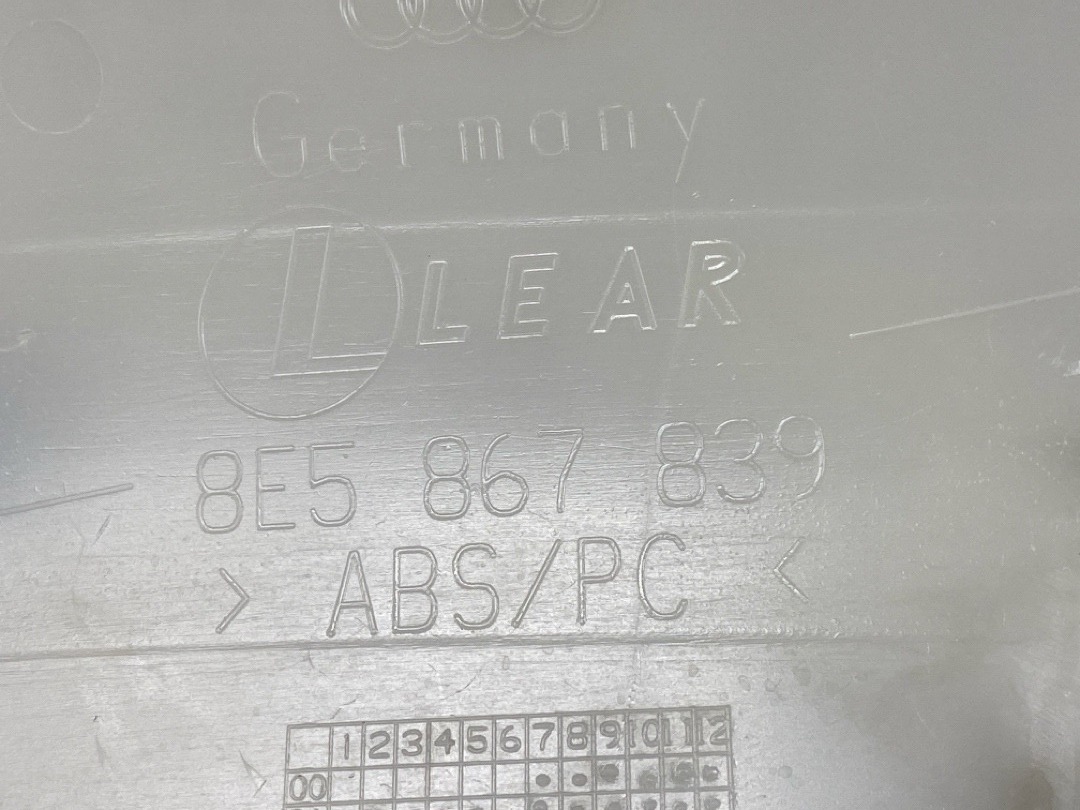 Germany
L LEAR
8E5 867 839
> ABS/PC <
1 2 3 4 5 6 7 8 9 10 11 12
00